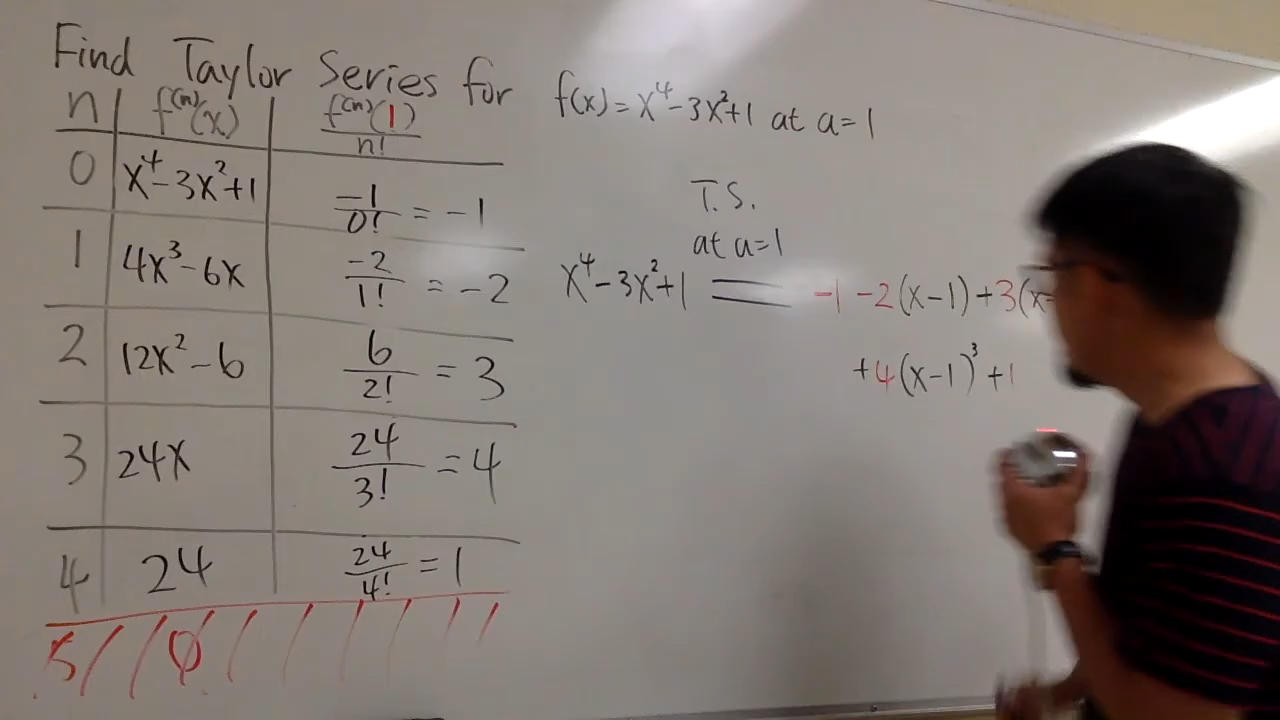 Find Taylor Series for f(x) = x⁴-3x²+1 at a=1
n | f⁽ⁿ⁾(x) | f⁽ⁿ⁾(1)/n!
0 | x⁴-3x²+1 | -1/0! = -1
1 | 4x³-6x | -2/1! = -2
2 | 12x²-6 | 6/2! = 3
3 | 24x | 24/3! = 4
4 | 24 | 24/4! = 1
5 0
T.S.
at a=1
x⁴-3x²+1 = -1 -2(x-1) +3(x-
+4(x-1)³ +1